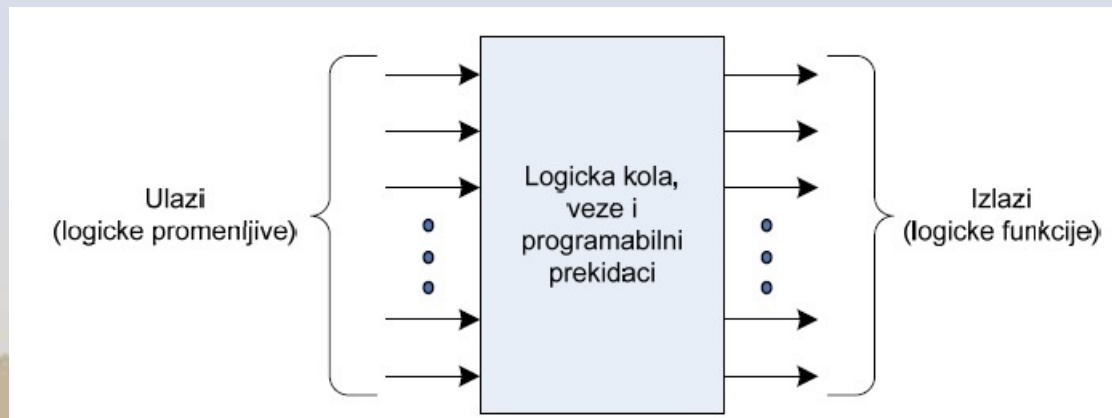 Ulazi
(logicke promenljive)
Logicka kola,
veze i
programabilni
prekidaci
Izlazi
(logicke funkcije)